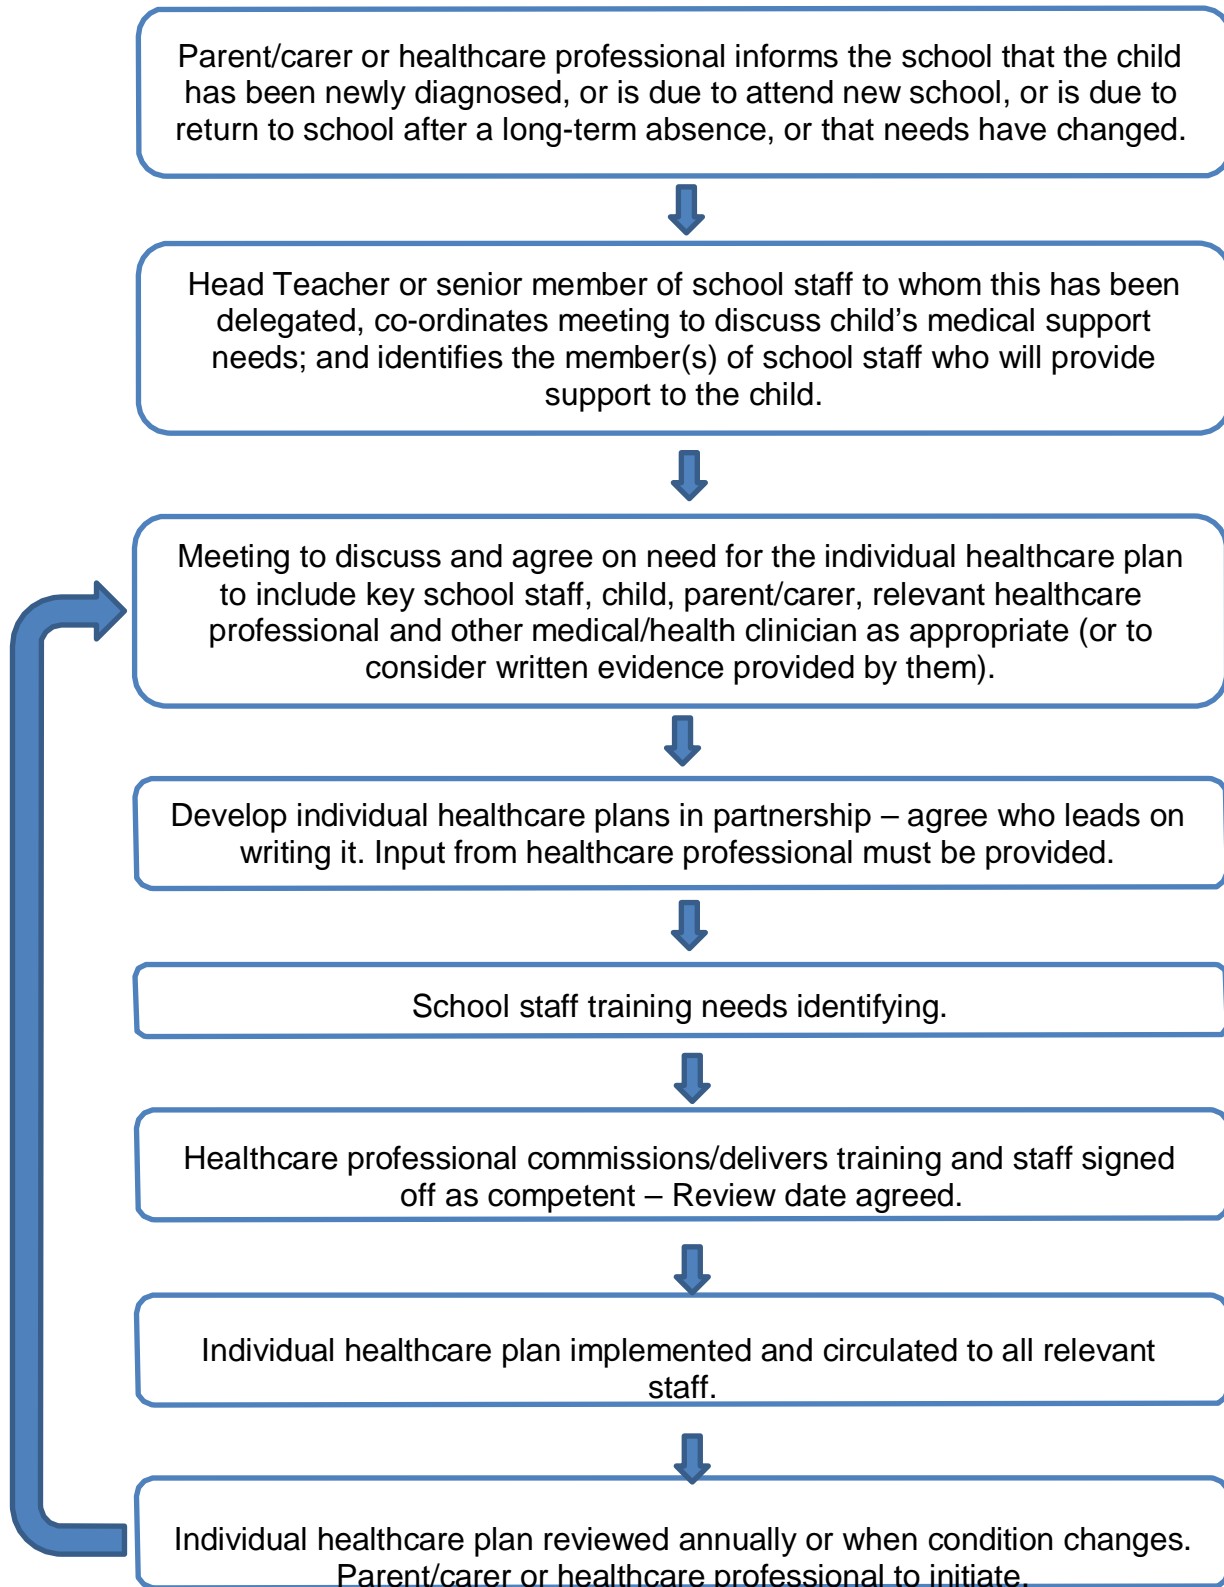 Parent/carer or healthcare professional informs the school that the child
has been newly diagnosed, or is due to attend new school, or is due to
return to school after a long-term absence, or that needs have changed.
Head Teacher or senior member of school staff to whom this has been
delegated, co-ordinates meeting to discuss child’s medical support
needs; and identifies the member(s) of school staff who will provide
support to the child.
Meeting to discuss and agree on need for the individual healthcare plan
to include key school staff, child, parent/carer, relevant healthcare
professional and other medical/health clinician as appropriate (or to
consider written evidence provided by them).
Develop individual healthcare plans in partnership – agree who leads on
writing it. Input from healthcare professional must be provided.
School staff training needs identifying.
Healthcare professional commissions/delivers training and staff signed
off as competent – Review date agreed.
Individual healthcare plan implemented and circulated to all relevant
staff.
Individual healthcare plan reviewed annually or when condition changes.
Parent/carer or healthcare professional to initiate.